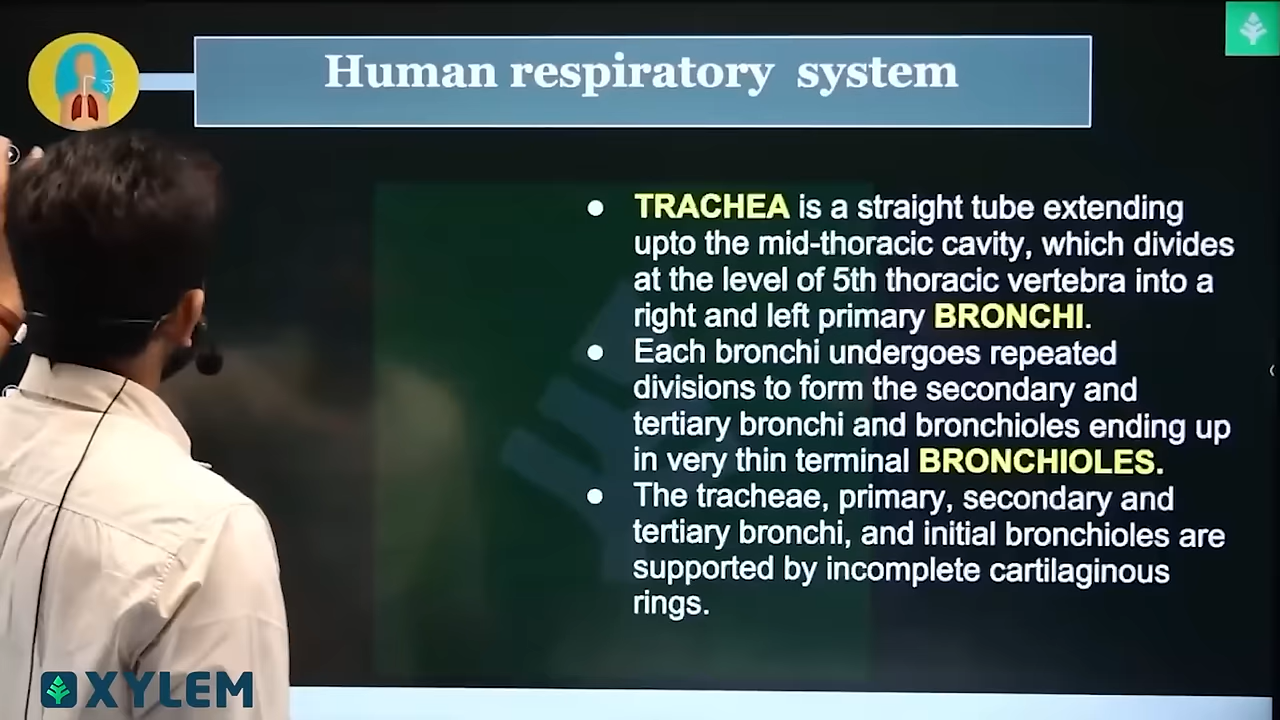 Human respiratory system
● TRACHEA is a straight tube extending
upto the mid-thoracic cavity, which divides
at the level of 5th thoracic vertebra into a
right and left primary BRONCHI.
● Each bronchi undergoes repeated
divisions to form the secondary and
tertiary bronchi and bronchioles ending up
in very thin terminal BRONCHIOLES.
● The tracheae, primary, secondary and
tertiary bronchi, and initial bronchioles are
supported by incomplete cartilaginous
rings.
XYLEM